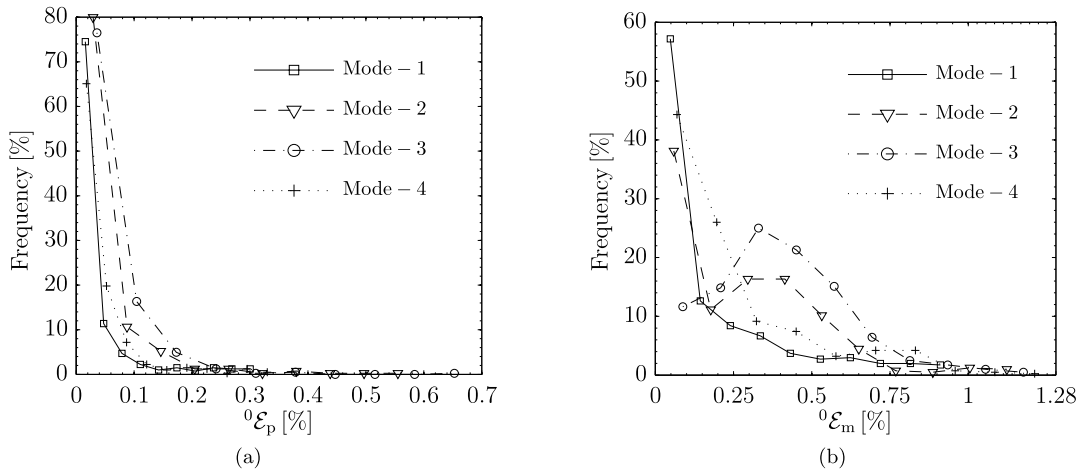 80
70
60
50
40
30
20
10
0
Frequency [%]
Mode – 1
Mode – 2
Mode – 3
Mode – 4
0 0.1 0.2 0.3 0.4 0.5 0.6 0.7
⁰ℰₚ [%]
(a)
60
50
40
30
20
10
0
Frequency [%]
Mode – 1
Mode – 2
Mode – 3
Mode – 4
0 0.25 0.5 0.75 1 1.28
⁰ℰₘ [%]
(b)